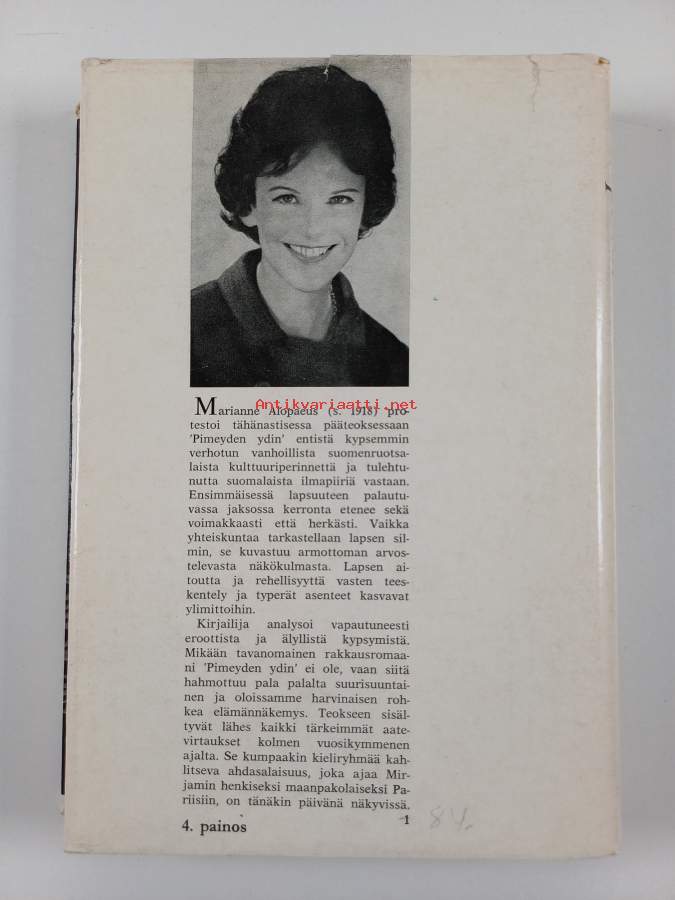 Antikvariaatti.net
Marianne Alopaeus (s. 1918) pro-
testoi tähänastisessa pääteoksessaan
'Pimeyden ydin' entistä kypsemmin
verhotun vanhoillista suomenruotsa-
laista kulttuuriperinnettä ja tulehtu-
nutta suomalaista ilmapiiriä vastaan.
Ensimmäisessä lapsuuteen palautu-
vassa jaksossa kerronta etenee sekä
voimakkaasti että herkästi. Vaikka
yhteiskuntaa tarkastellaan lapsen sil-
min, se kuvastuu armottoman arvos-
televasta näkökulmasta. Lapsen ai-
toutta ja rehellisyyttä vasten tees-
kentely ja typerät asenteet kasvavat
ylimittoihin.
Kirjailija analysoi vapautuneesti
eroottista ja älyllistä kypsymistä.
Mikään tavanomainen rakkausromaa-
ni 'Pimeyden ydin' ei ole, vaan siitä
hahmottuu pala palalta suurisuuntai-
nen ja oloissamme harvinaisen roh-
kea elämännäkemys. Teokseen sisäl-
tyvät lähes kaikki tärkeimmät aate-
virtaukset kolmen vuosikymmenen
ajalta. Se kumpaakin kieliryhmää kah-
litseva ahdasalaisuus, joka ajaa Mir-
jamin henkiseksi maanpakolaiseksi Pa-
riisiin, on tänäkin päivänä näkyvissä.
1
4. painos
84.